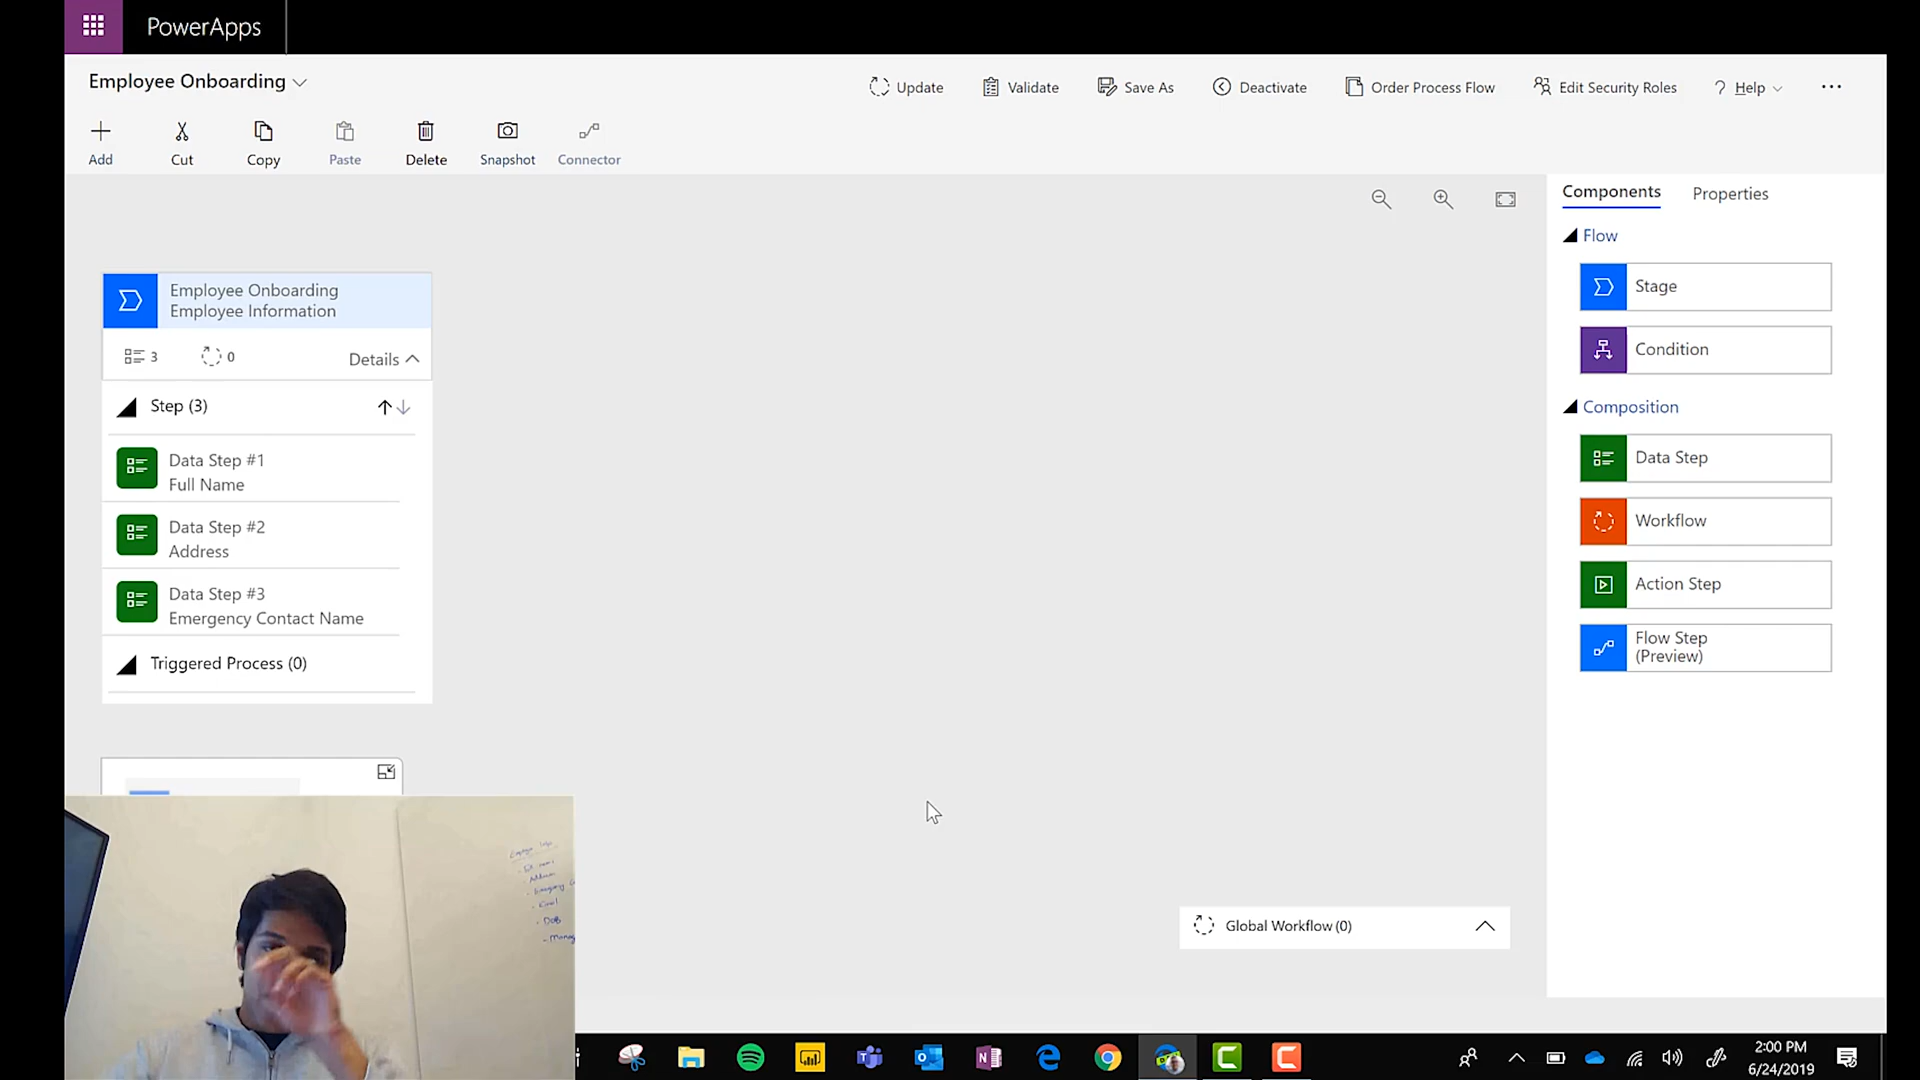 PowerApps
Employee Onboarding
Update
Validate
Save As
Deactivate
Order Process Flow
Edit Security Roles
? Help
Add
Cut
Copy
Paste
Delete
Snapshot
Connector
Components
Properties
Flow
Stage
Condition
Composition
Data Step
Workflow
Action Step
Flow Step
(Preview)
Employee Onboarding
Employee Information
3
0
Details
Step (3)
Data Step #1
Full Name
Data Step #2
Address
Data Step #3
Emergency Contact Name
Triggered Process (0)
Global Workflow (0)
Address
Emergency
DOB
2:00 PM
6/24/2019